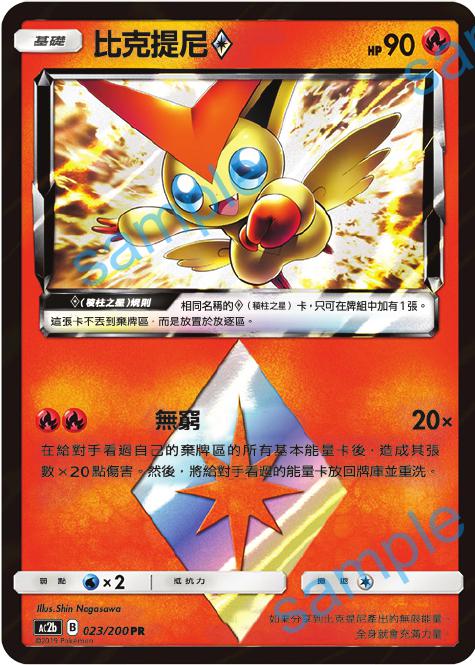 基礎
比克提尼
HP 90
sample
sample
(稜柱之星)規則
相同名稱的 (稜柱之星)卡,只可在牌組中加有1張。
這張卡不丟到棄牌區,而是放置於放逐區。
無窮 20×
在給對手看過自己的棄牌區的所有基本能量卡後,造成其張
數×20點傷害。然後,將給對手看過的能量卡放回牌庫並重洗。
sample
弱點 ×2 抵抗力 撤退
Illus.Shin Nagasawa
AC2b B 023/200 PR
©2019 Pokémon
如果分享到比克提尼產出的無限能量,
全身就會充滿力量。